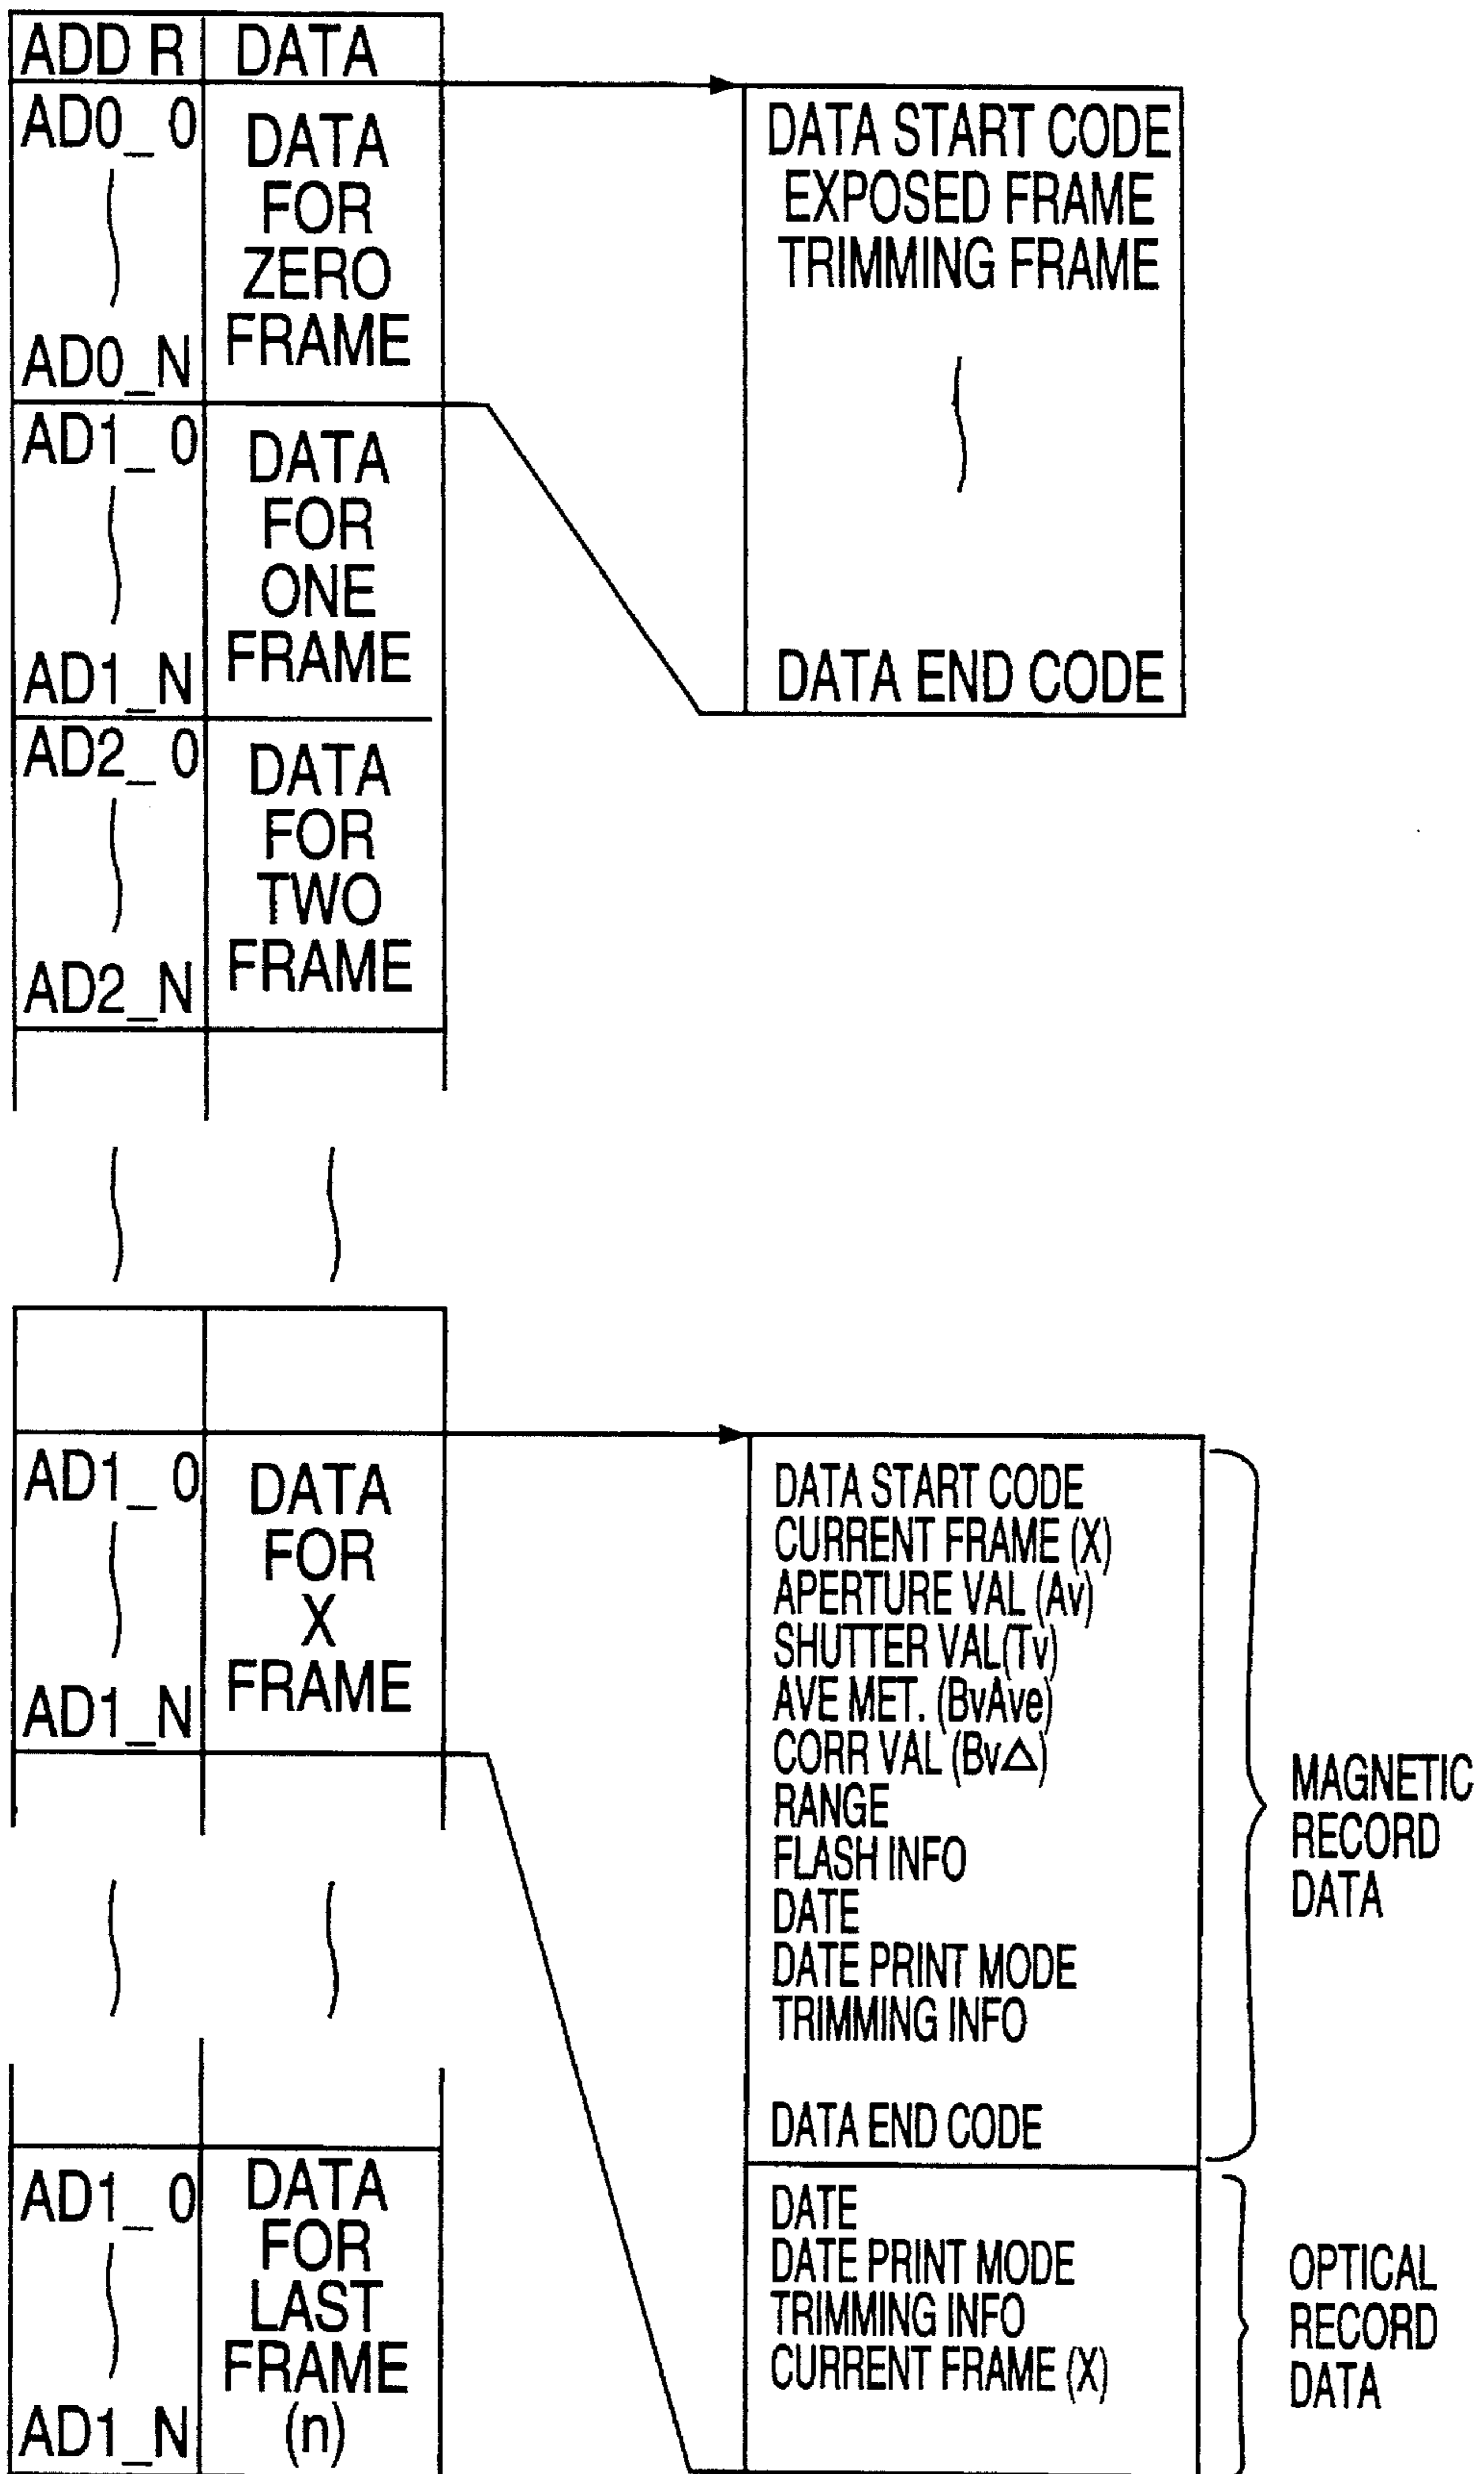 ADD R DATA
AD0_0
AD0_N
DATA
FOR
ZERO
FRAME
DATA START CODE
EXPOSED FRAME
TRIMMING FRAME
DATA END CODE
AD1_0
AD1_N
DATA
FOR
ONE
FRAME
AD2_0
AD2_N
DATA
FOR
TWO
FRAME
AD1_0
AD1_N
DATA
FOR
X
FRAME
DATA START CODE
CURRENT FRAME (X)
APERTURE VAL (Av)
SHUTTER VAL(Tv)
AVE MET. (BvAve)
CORR VAL (Bv△)
RANGE
FLASH INFO
DATE
DATE PRINT MODE
TRIMMING INFO
DATA END CODE
MAGNETIC
RECORD
DATA
DATE
DATE PRINT MODE
TRIMMING INFO
CURRENT FRAME (X)
OPTICAL
RECORD
DATA
AD1_0
AD1_N
DATA
FOR
LAST
FRAME
(n)